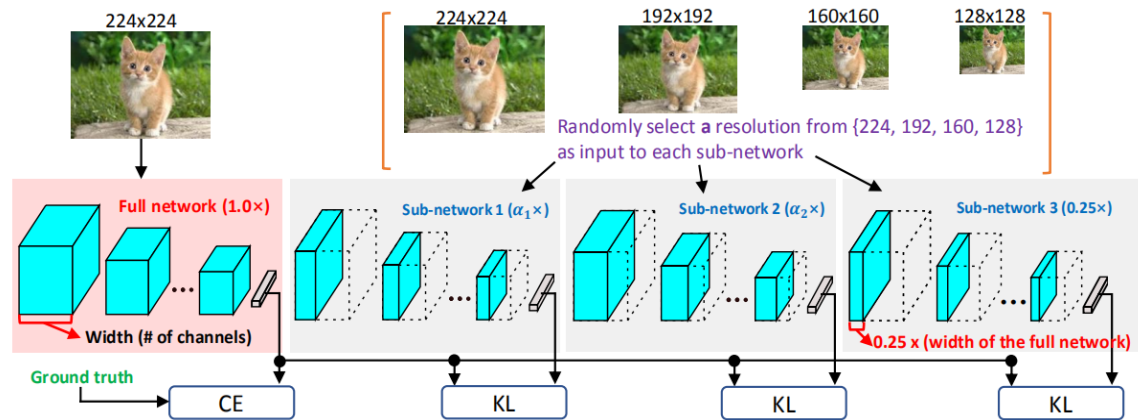 224x224
224x224
192x192
160x160
128x128
Randomly select a resolution from {224, 192, 160, 128}
as input to each sub-network
Full network (1.0×)
Sub-network 1 (α₁×)
Sub-network 2 (α₂×)
Sub-network 3 (0.25×)
...
...
...
...
Width (# of channels)
0.25 x (width of the full network)
Ground truth
CE
KL
KL
KL